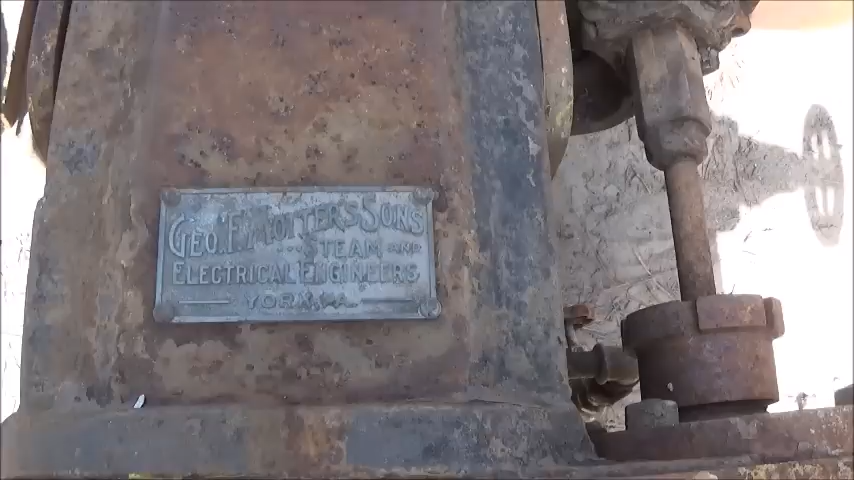 GEO. F. MOTTER'S SONS
STEAM AND
ELECTRICAL ENGINEERS
YORK, PA.